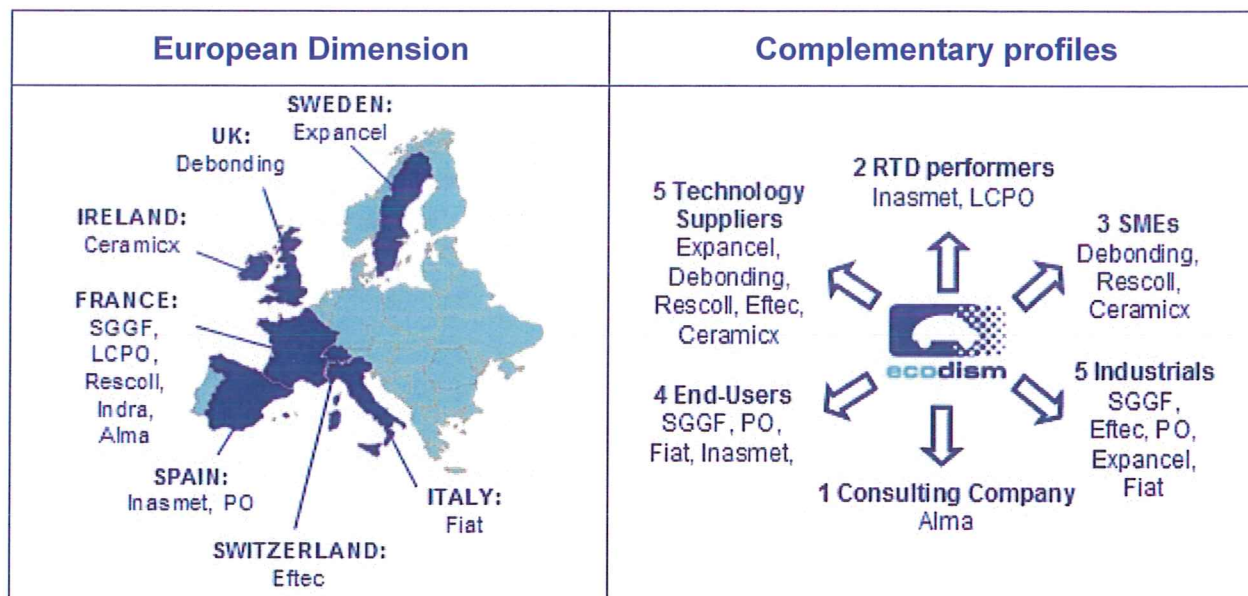 European Dimension
Complementary profiles
SWEDEN:
Expancel
UK:
Debonding
IRELAND:
Ceramicx
FRANCE:
SGGF,
LCPO,
Rescoll,
Indra,
Alma
SPAIN:
Inasmet, PO
ITALY:
Fiat
SWITZERLAND:
Eftec
2 RTD performers
Inasmet, LCPO
5 Technology
Suppliers
Expancel,
Debonding,
Rescoll, Eftec,
Ceramicx
3 SMEs
Debonding,
Rescoll,
Ceramicx
ecodism
4 End-Users
SGGF, PO,
Fiat, Inasmet,
5 Industrials
SGGF,
Eftec, PO,
Expancel,
Fiat
1 Consulting Company
Alma